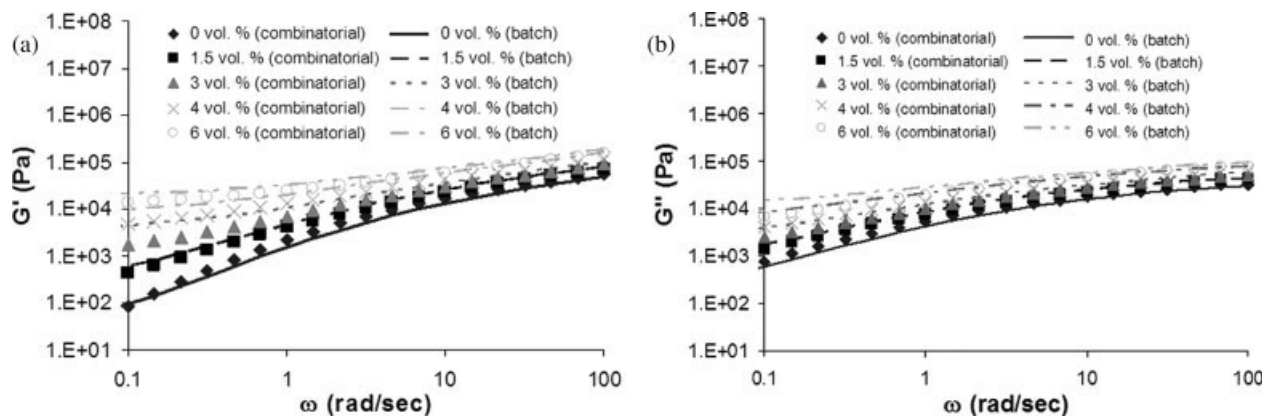 (a)
G' (Pa)
1.E+08
1.E+07
1.E+06
1.E+05
1.E+04
1.E+03
1.E+02
1.E+01
0 vol. % (combinatorial)
1.5 vol. % (combinatorial)
3 vol. % (combinatorial)
4 vol. % (combinatorial)
6 vol. % (combinatorial)
0 vol. % (batch)
1.5 vol. % (batch)
3 vol. % (batch)
4 vol. % (batch)
6 vol. % (batch)
0.1 1 10 100
ω (rad/sec)
(b)
G'' (Pa)
1.E+08
1.E+07
1.E+06
1.E+05
1.E+04
1.E+03
1.E+02
1.E+01
0 vol. % (combinatorial)
1.5 vol. % (combinatorial)
3 vol. % (combinatorial)
4 vol. % (combinatorial)
6 vol. % (combinatorial)
0 vol. % (batch)
1.5 vol. % (batch)
3 vol. % (batch)
4 vol. % (batch)
6 vol. % (batch)
0.1 1 10 100
ω (rad/sec)